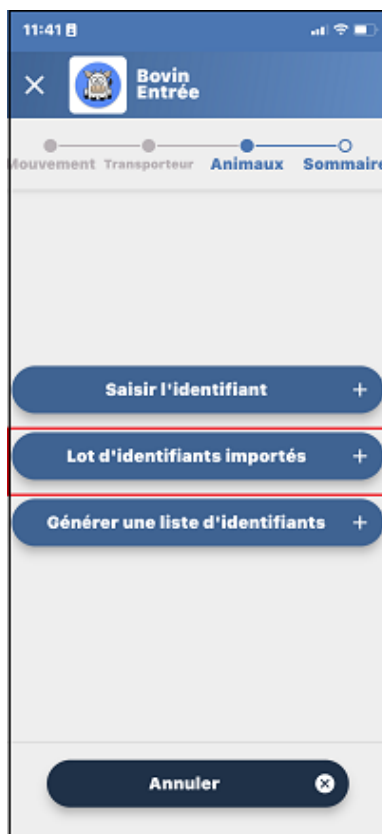 11:41
Bovin
Entrée
Mouvement Transporteur Animaux Sommaire
Saisir l'identifiant +
Lot d'identifiants importés +
Générer une liste d'identifiants +
Annuler